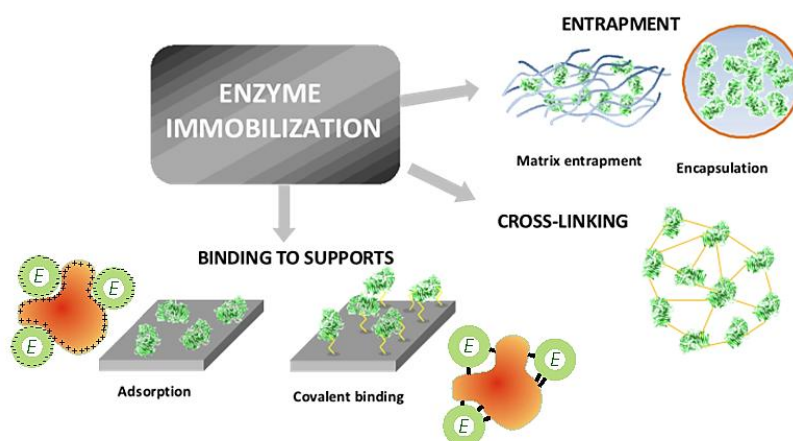 ENTRAPMENT
ENZYME
IMMOBILIZATION
Matrix entrapment
Encapsulation
CROSS-LINKING
BINDING TO SUPPORTS
E
E
E
Adsorption
Covalent binding
E
E
E